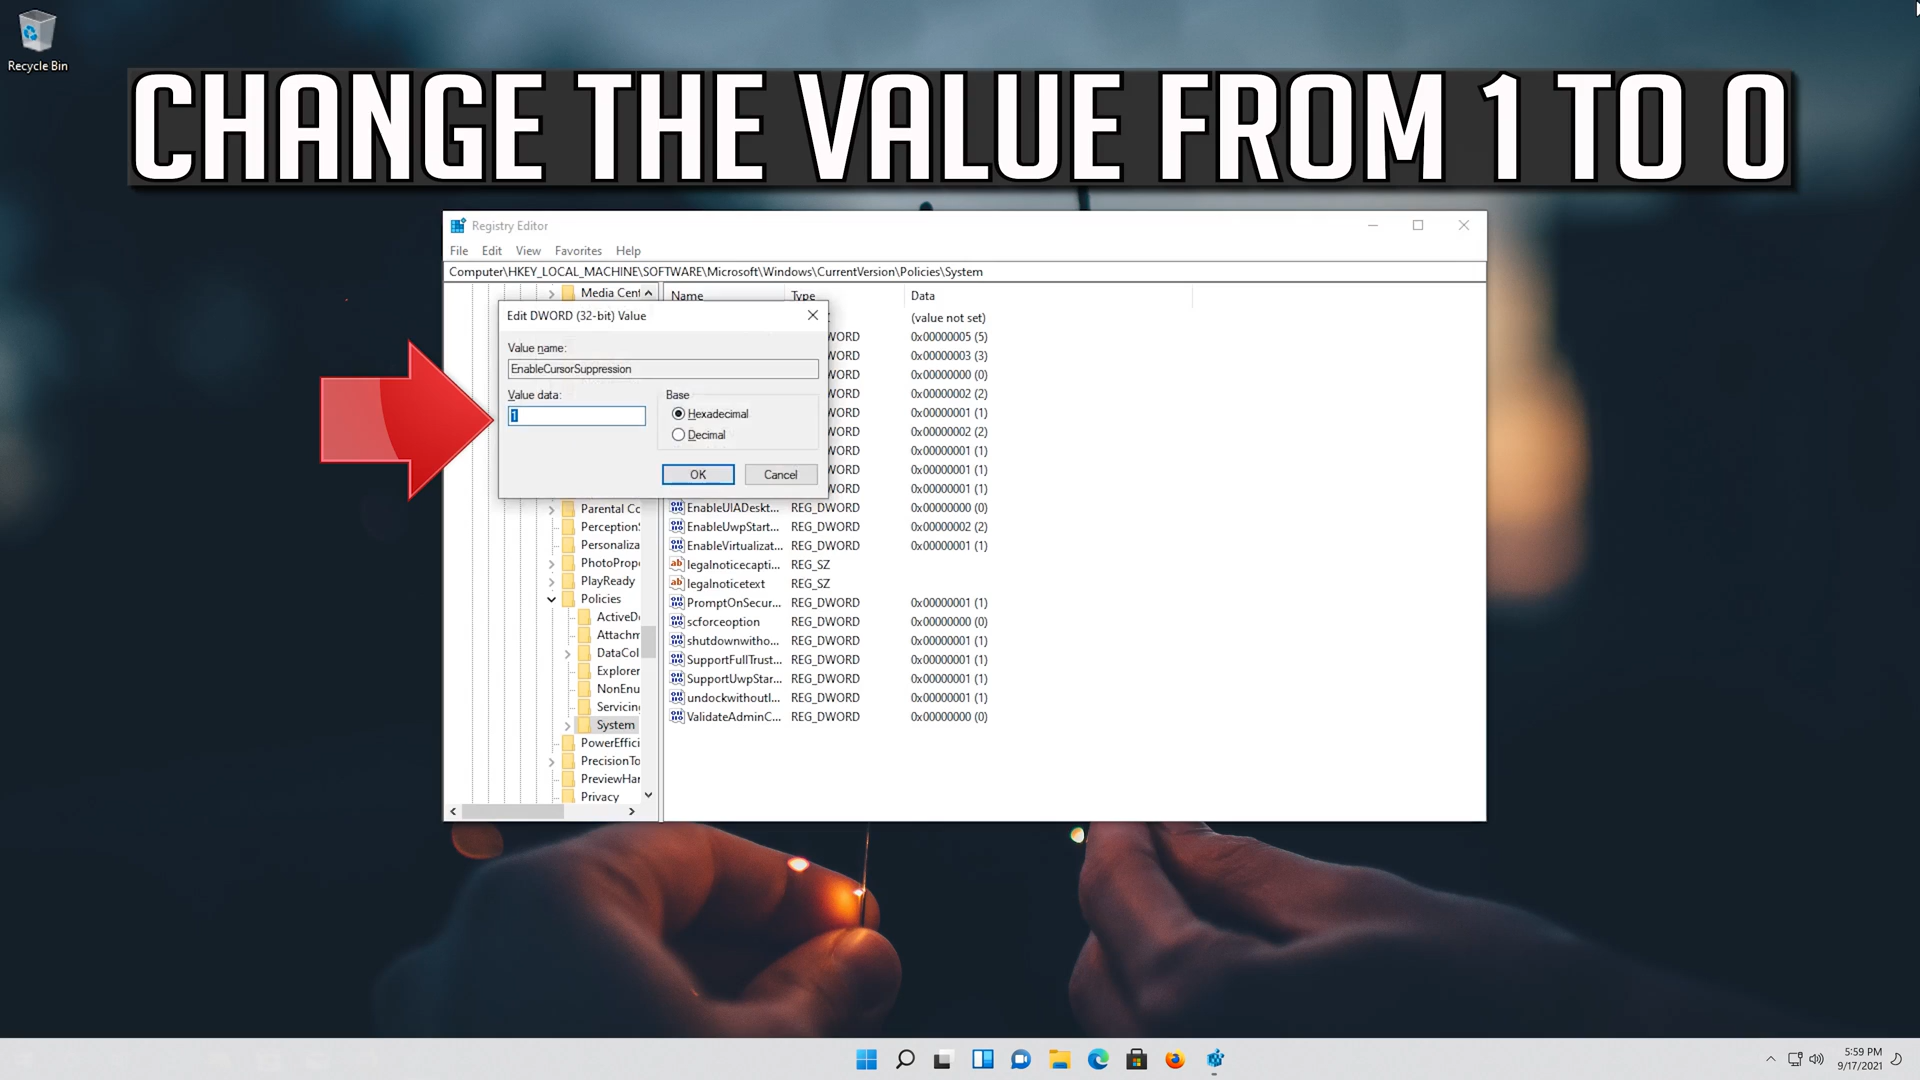 Recycle Bin
CHANGE THE VALUE FROM 1 TO 0
Registry Editor
File Edit View Favorites Help
Computer\HKEY_LOCAL_MACHINE\SOFTWARE\Microsoft\Windows\CurrentVersion\Policies\System
Media Cent
Name Type Data
Edit DWORD (32-bit) Value
(value not set)
WORD 0x00000005 (5)
Value name:
WORD 0x00000003 (3)
EnableCursorSuppression
0x00000000 (0)
Value data: Base
WORD 0x00000002 (2)
1
Hexadecimal
WORD 0x00000001 (1)
Decimal
WORD 0x00000002 (2)
WORD 0x00000001 (1)
OK Cancel
WORD 0x00000001 (1)
WORD 0x00000001 (1)
Parental Co EnableUIADeskt... REG_DWORD 0x00000000 (0)
Perception EnableUwpStart... REG_DWORD 0x00000002 (2)
Personaliza EnableVirtualizat... REG_DWORD 0x00000001 (1)
PhotoProp legalnoticecapti... REG_SZ
PlayReady legalnoticetext REG_SZ
Policies PromptOnSecur... REG_DWORD 0x00000001 (1)
ActiveD scforceoption REG_DWORD 0x00000000 (0)
Attachm shutdownwitho... REG_DWORD 0x00000001 (1)
DataCol SupportFullTrust... REG_DWORD 0x00000001 (1)
Explorer SupportUwpStar... REG_DWORD 0x00000001 (1)
NonEnu undockwithoutl... REG_DWORD 0x00000001 (1)
Servicing ValidateAdminC... REG_DWORD 0x00000000 (0)
System
PowerEffici
PrecisionTo
PreviewHan
Privacy
5:59 PM
9/17/2021